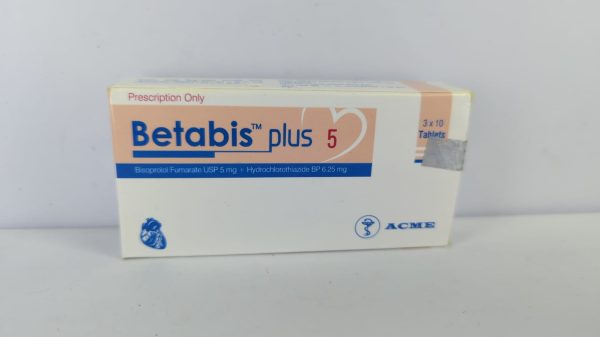 Prescription Only
Betabis™ plus 5
3 x 10
Tablets
Bisoprolol Fumarate USP 5 mg + Hydrochlorothiazide BP 6.25 mg
ACME